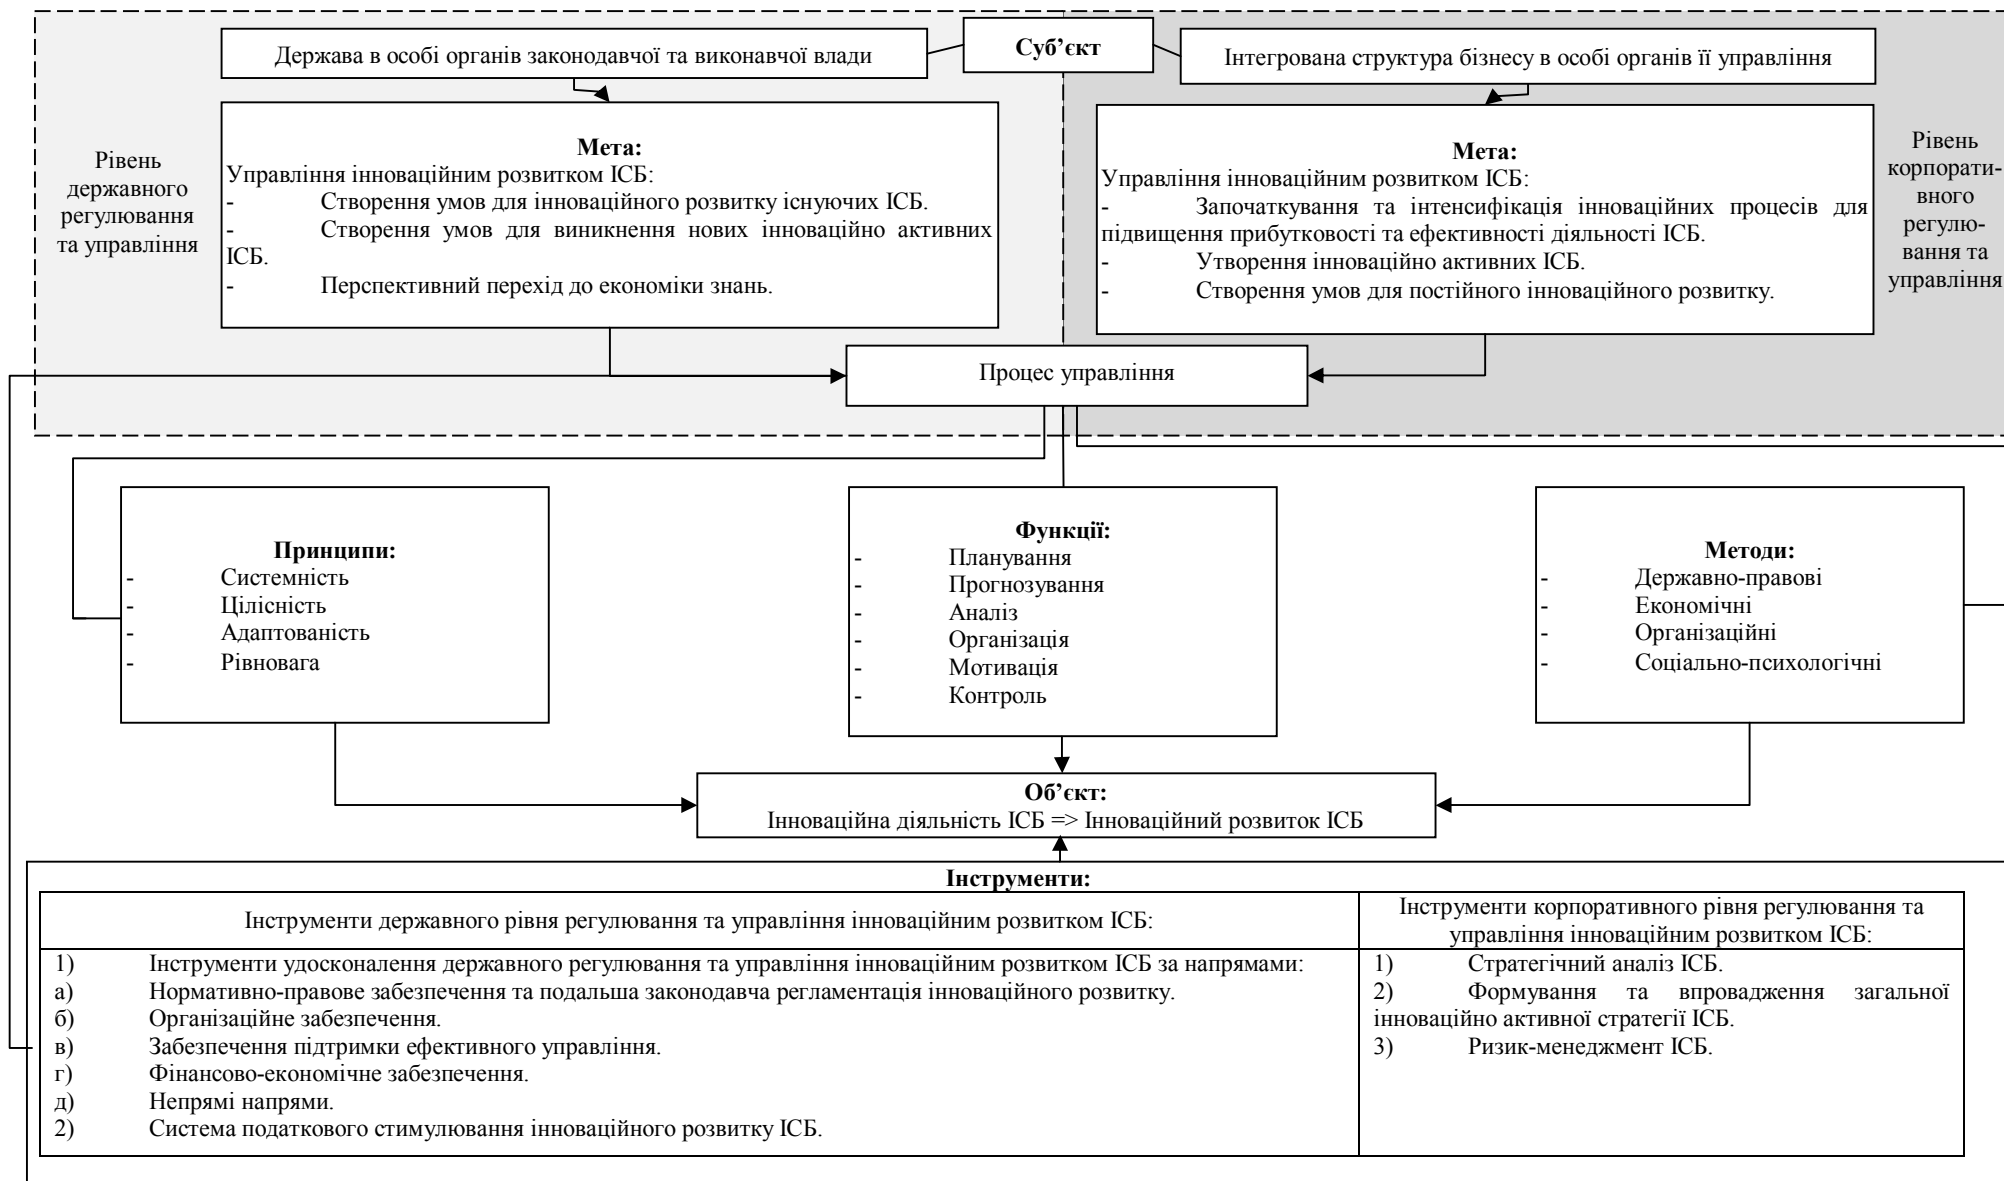 Суб’єкт
Держава в особі органів законодавчої та виконавчої влади
Інтегрована структура бізнесу в особі органів її управління
Рівень
державного
регулювання
та управління
Мета:
Управління інноваційним розвитком ІСБ:
- Створення умов для інноваційного розвитку існуючих ІСБ.
- Створення умов для виникнення нових інноваційно активних
ІСБ.
- Перспективний перехід до економіки знань.
Мета:
Управління інноваційним розвитком ІСБ:
- Започаткування та інтенсифікація інноваційних процесів для
підвищення прибутковості та ефективності діяльності ІСБ.
- Утворення інноваційно активних ІСБ.
- Створення умов для постійного інноваційного розвитку.
Рівень
корпорати-
вного
регулю-
вання та
управління
Процес управління
Принципи:
- Системність
- Цілісність
- Адаптованість
- Рівновага
Функції:
- Планування
- Прогнозування
- Аналіз
- Організація
- Мотивація
- Контроль
Методи:
- Державно-правові
- Економічні
- Організаційні
- Соціально-психологічні
Об’єкт:
Інноваційна діяльність ІСБ => Інноваційний розвиток ІСБ
Інструменти:
Інструменти державного рівня регулювання та управління інноваційним розвитком ІСБ:
1) Інструменти удосконалення державного регулювання та управління інноваційним розвитком ІСБ за напрямами:
а) Нормативно-правове забезпечення та подальша законодавча регламентація інноваційного розвитку.
б) Організаційне забезпечення.
в) Забезпечення підтримки ефективного управління.
г) Фінансово-економічне забезпечення.
д) Непрямі напрями.
2) Система податкового стимулювання інноваційного розвитку ІСБ.
Інструменти корпоративного рівня регулювання та
управління інноваційним розвитком ІСБ:
1) Стратегічний аналіз ІСБ.
2) Формування та впровадження загальної
інноваційно активної стратегії ІСБ.
3) Ризик-менеджмент ІСБ.